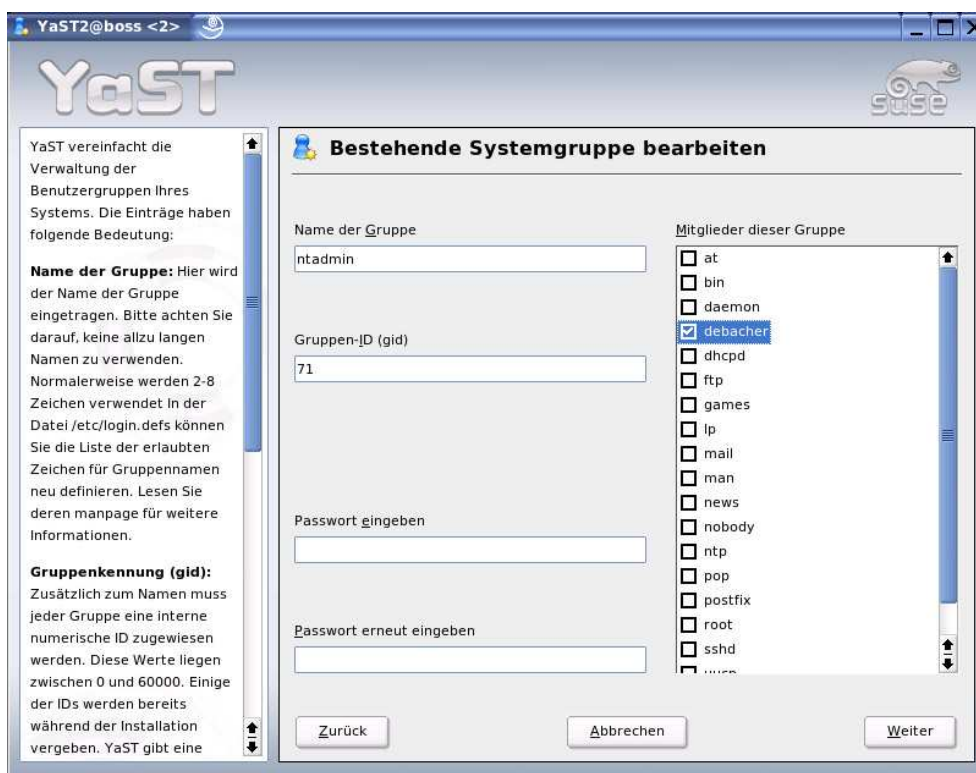 YaST2@boss <2>
YaST
SUSE
YaST vereinfacht die
Verwaltung der
Benutzergruppen Ihres
Systems. Die Einträge haben
folgende Bedeutung:
Name der Gruppe: Hier wird
der Name der Gruppe
eingetragen. Bitte achten Sie
darauf, keine allzu langen
Namen zu verwenden.
Normalerweise werden 2-8
Zeichen verwendet In der
Datei /etc/login.defs können
Sie die Liste der erlaubten
Zeichen für Gruppennamen
neu definieren. Lesen Sie
deren manpage für weitere
Informationen.
Gruppenkennung (gid):
Zusätzlich zum Namen muss
jeder Gruppe eine interne
numerische ID zugewiesen
werden. Diese Werte liegen
zwischen 0 und 60000. Einige
der IDs werden bereits
während der Installation
vergeben. YaST gibt eine
Bestehende Systemgruppe bearbeiten
Name der Gruppe
ntadmin
Gruppen-ID (gid)
71
Passwort eingeben
Passwort erneut eingeben
Mitglieder dieser Gruppe
at
bin
daemon
debacher
dhcpd
ftp
games
lp
mail
man
news
nobody
ntp
pop
postfix
root
sshd
Zurück
Abbrechen
Weiter